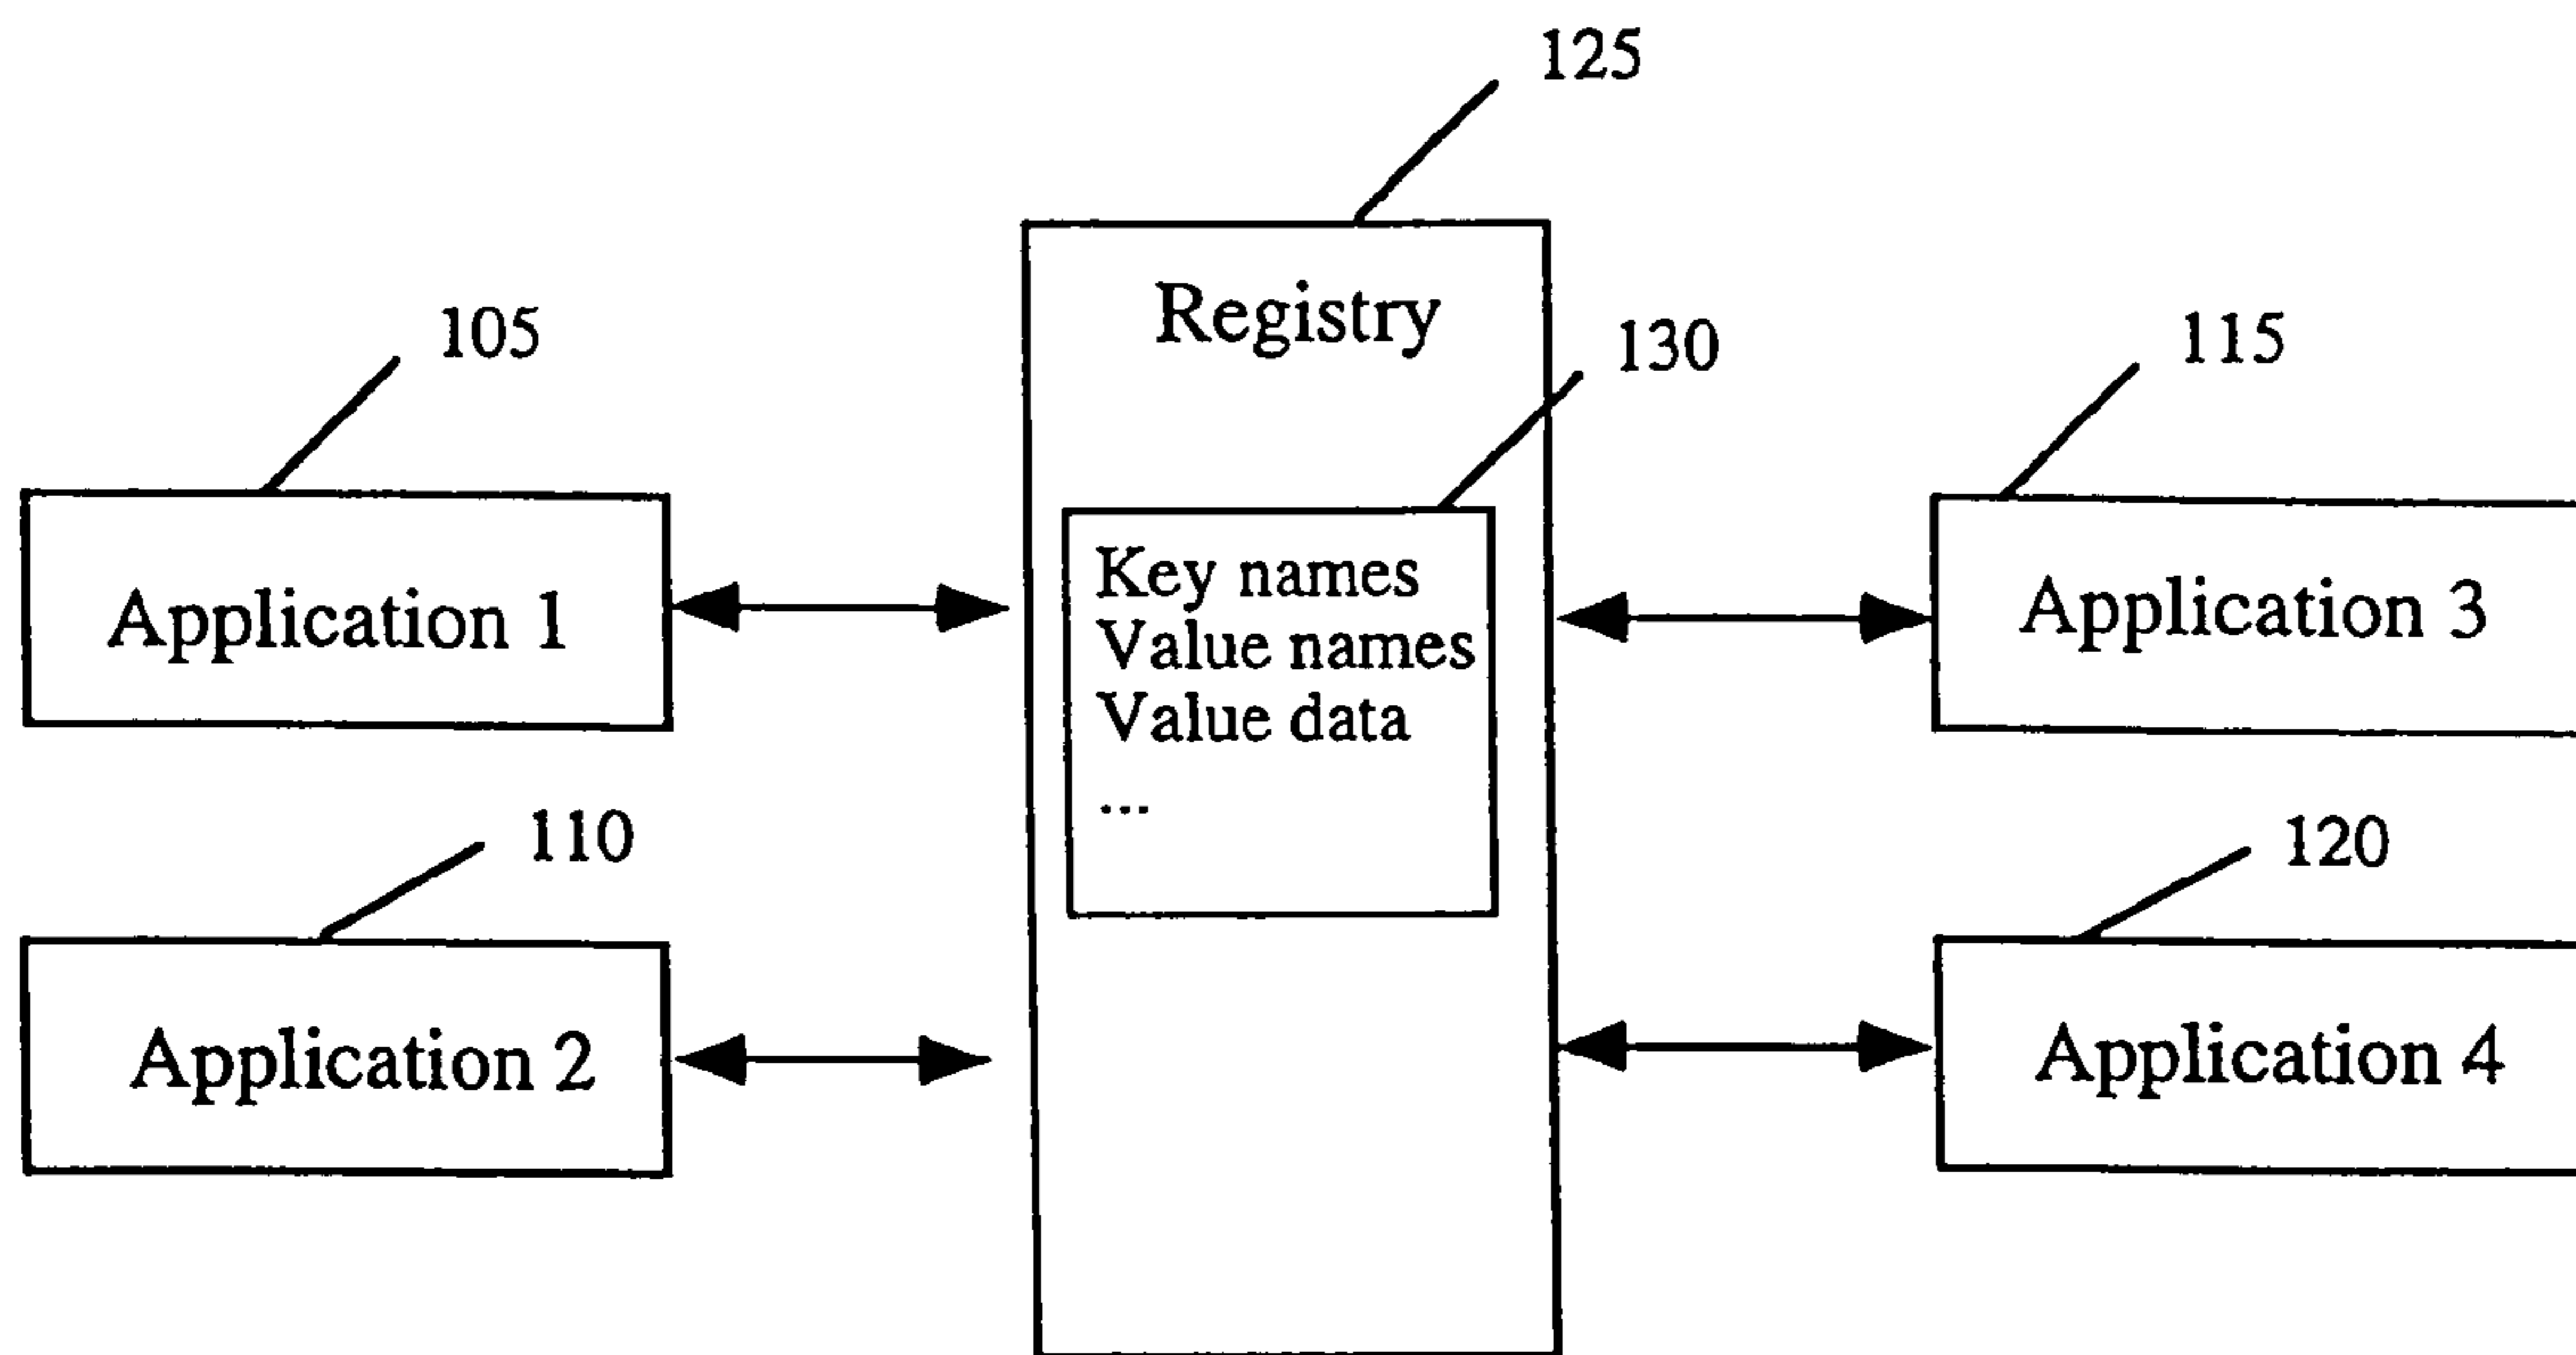 125
Registry
105
130
115
Key names
Value names
Value data
...
Application 1
Application 3
110
120
Application 2
Application 4